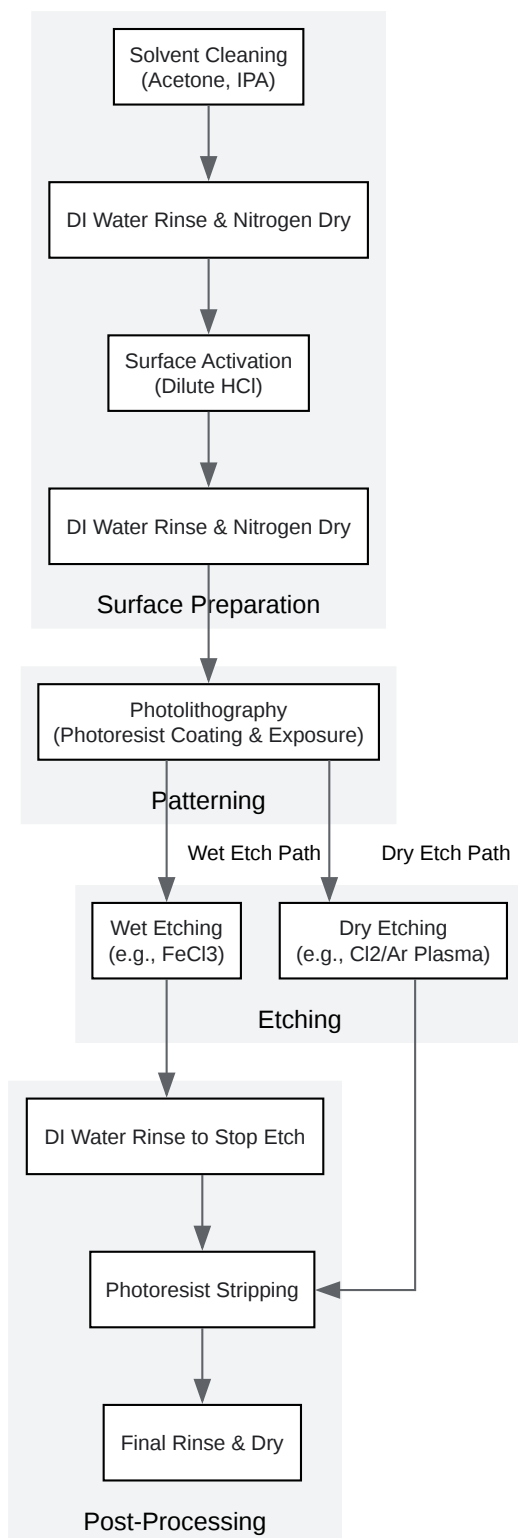 Solvent Cleaning
(Acetone, IPA)
DI Water Rinse & Nitrogen Dry
Surface Activation
(Dilute HCl)
DI Water Rinse & Nitrogen Dry
Surface Preparation
Photolithography
(Photoresist Coating & Exposure)
Patterning
Wet Etch Path
Dry Etch Path
Wet Etching
(e.g., FeCl3)
Dry Etching
(e.g., Cl2/Ar Plasma)
Etching
DI Water Rinse to Stop Etch
Photoresist Stripping
Final Rinse & Dry
Post-Processing